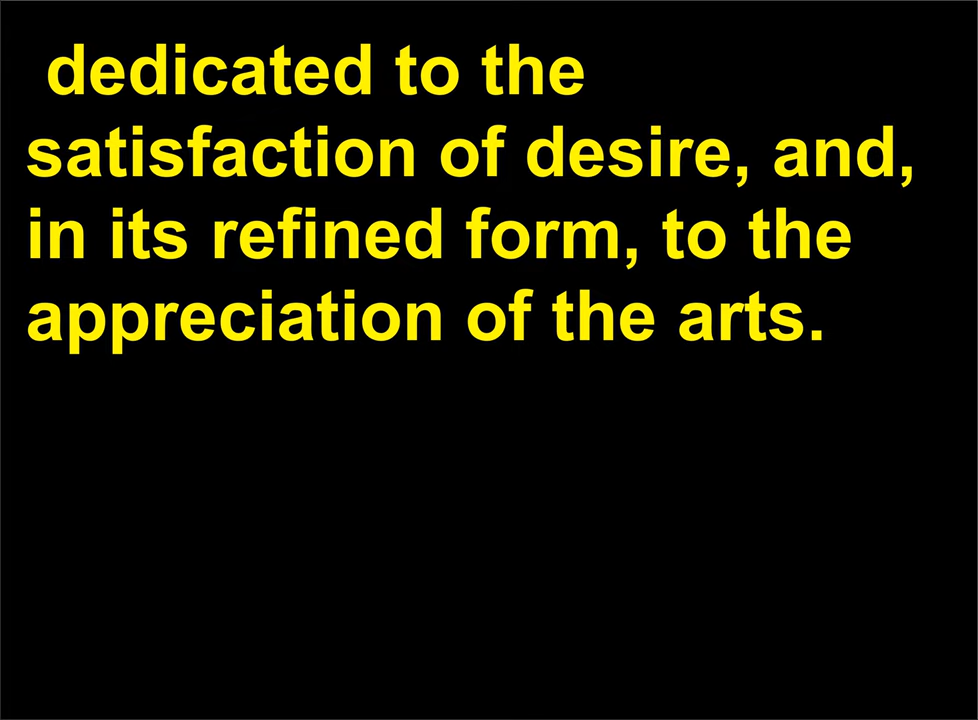 dedicated to the
satisfaction of desire, and,
in its refined form, to the
appreciation of the arts.